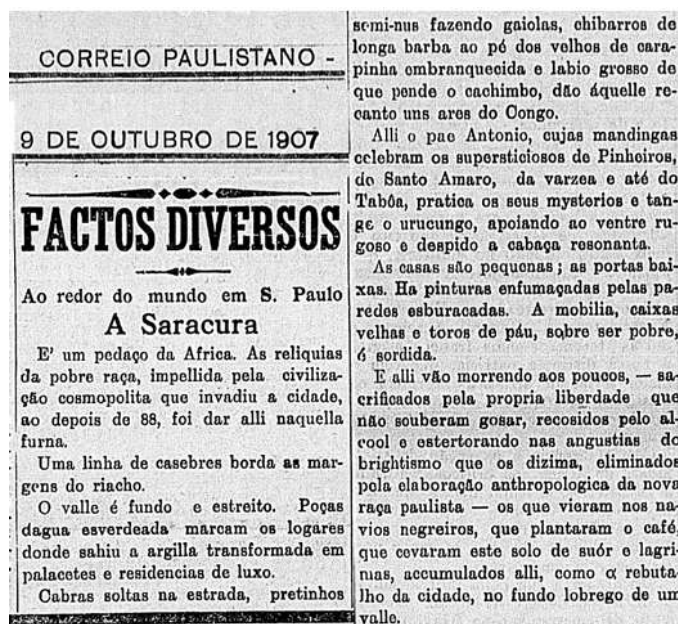 CORREIO PAULISTANO -
9 DE OUTUBRO DE 1907
FACTOS DIVERSOS
Ao redor do mundo em S. Paulo
A Saracura
E' um pedaço da Africa. As reliquias
da pobre raça, impellida pela civiliza-
ção cosmopolita que invadiu a cidade,
ao depois de 88, foi dar alli naquella
furna.
Uma linha de casebres borda as mar-
gens do riacho.
O valle é fundo e estreito. Poças
dagua esverdeada marcam os logares
donde sahiu a argilla transformada em
palacetes e residencias de luxo.
Cabras soltas na estrada, pretinhos
semi-nus fazendo gaiolas, chibarros de
longa barba ao pé dos velhos de cara-
pinha embranquecida e labio grosso de
que pende o cachimbo, dão áquelle re-
canto uns ares do Congo.
Alli o pae Antonio, cujas mandingas
celebram os supersticiosos de Pinheiros,
de Santo Amaro, da varzea e até do
Tabôa, pratica os seus mysterios e tan-
ge o urucungo, apoiando ao ventre ru-
goso e despido a cabaça resonanta.
As casas são pequenas; as portas bai-
xas. Ha pinturas enfumaçadas pelas pa-
redes esburacadas. A mobilia, caixas
velhas e toros de páu, sobre ser pobre,
é sordida.
E alli vão morrendo aos poucos, — sa-
crificados pela propria liberdade que
não souberam gosar, recosidos pelo al-
cool e estertorando nas angustias do
brightismo que os dizima, eliminados
pela elaboração anthropologica da nova
raça paulista — os que vieram nos na-
vios negreiros, que plantaram o café,
que cevaram este solo de suór e lagri-
mas, accumulados alli, como o rebuta-
lho da cidade, no fundo lobrego de um
valle.